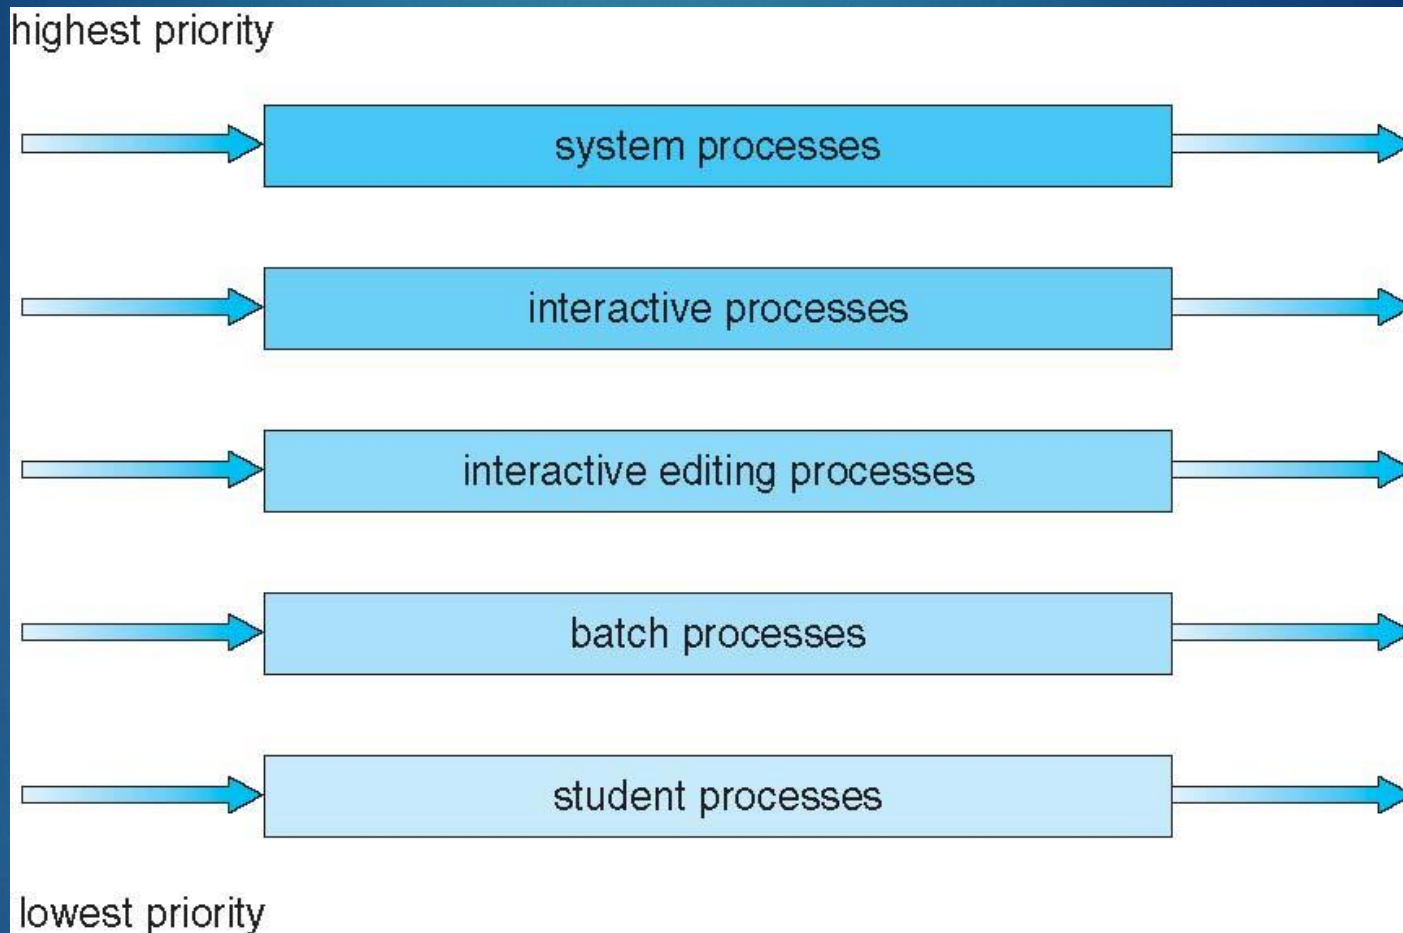 highest priority
system processes
interactive processes
interactive editing processes
batch processes
student processes
lowest priority